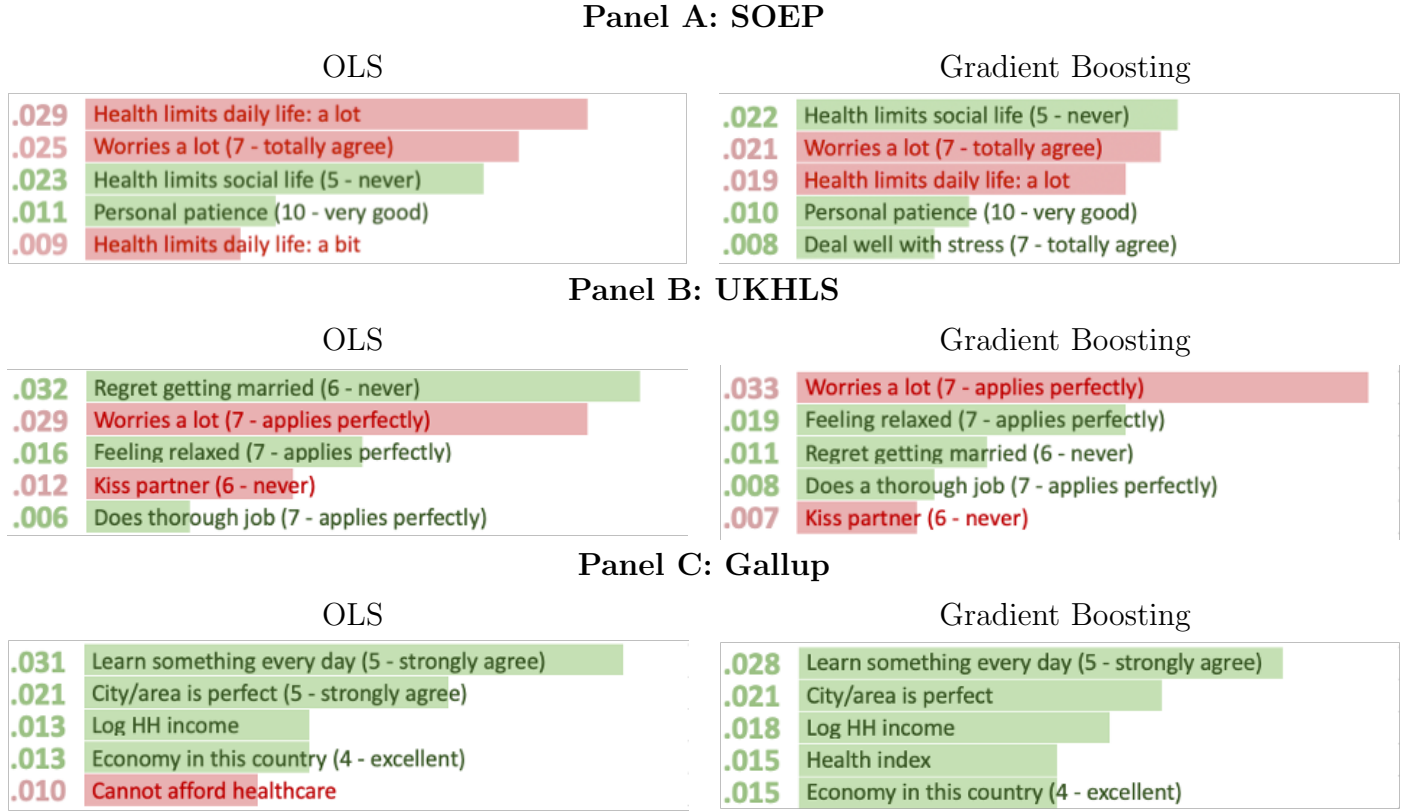 Panel A: SOEP
OLS
.029 Health limits daily life: a lot
.025 Worries a lot (7 - totally agree)
.023 Health limits social life (5 - never)
.011 Personal patience (10 - very good)
.009 Health limits daily life: a bit
Gradient Boosting
.022 Health limits social life (5 - never)
.021 Worries a lot (7 - totally agree)
.019 Health limits daily life: a lot
.010 Personal patience (10 - very good)
.008 Deal well with stress (7 - totally agree)
Panel B: UKHLS
OLS
.032 Regret getting married (6 - never)
.029 Worries a lot (7 - applies perfectly)
.016 Feeling relaxed (7 - applies perfectly)
.012 Kiss partner (6 - never)
.006 Does thorough job (7 - applies perfectly)
Gradient Boosting
.033 Worries a lot (7 - applies perfectly)
.019 Feeling relaxed (7 - applies perfectly)
.011 Regret getting married (6 - never)
.008 Does a thorough job (7 - applies perfectly)
.007 Kiss partner (6 - never)
Panel C: Gallup
OLS
.031 Learn something every day (5 - strongly agree)
.021 City/area is perfect (5 - strongly agree)
.013 Log HH income
.013 Economy in this country (4 - excellent)
.010 Cannot afford healthcare
Gradient Boosting
.028 Learn something every day (5 - strongly agree)
.021 City/area is perfect
.018 Log HH income
.015 Health index
.015 Economy in this country (4 - excellent)